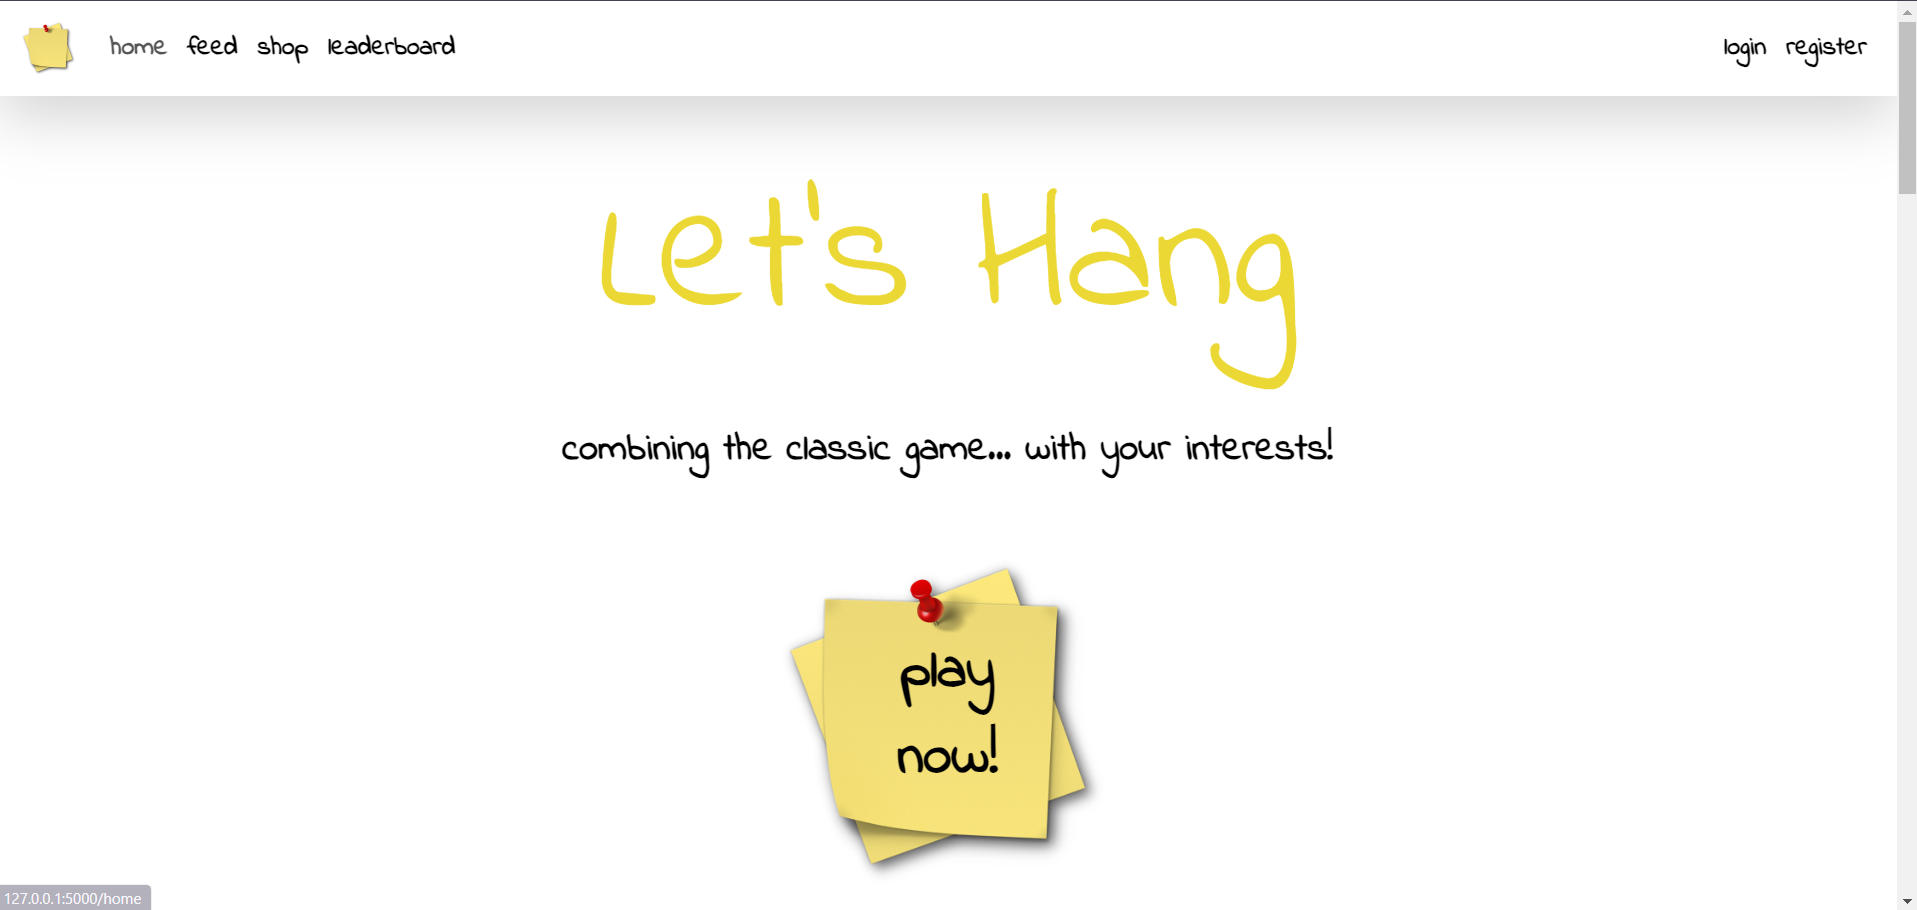 home feed shop leaderboard login register
Let's Hang
combining the classic game... with your interests!
play
now!
127.0.0.1:5000/home